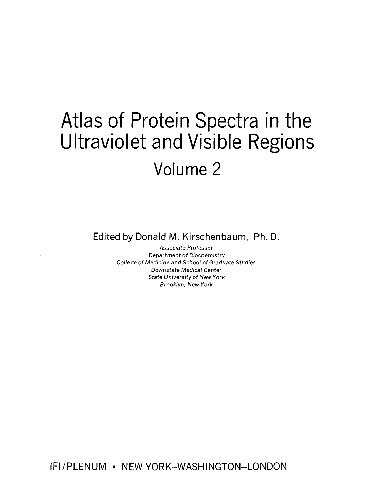 Atlas of Protein Spectra in the
Ultraviolet and Visible Regions
Volume 2
Edited by Donald M. Kirschenbaum, Ph. D.
Associate Professor
Department of Biochemistry
College of Medicine and School of Graduate Studies
Downstate Medical Center
State University of New York
Brooklyn, New York
IFI/PLENUM • NEW YORK–WASHINGTON–LONDON